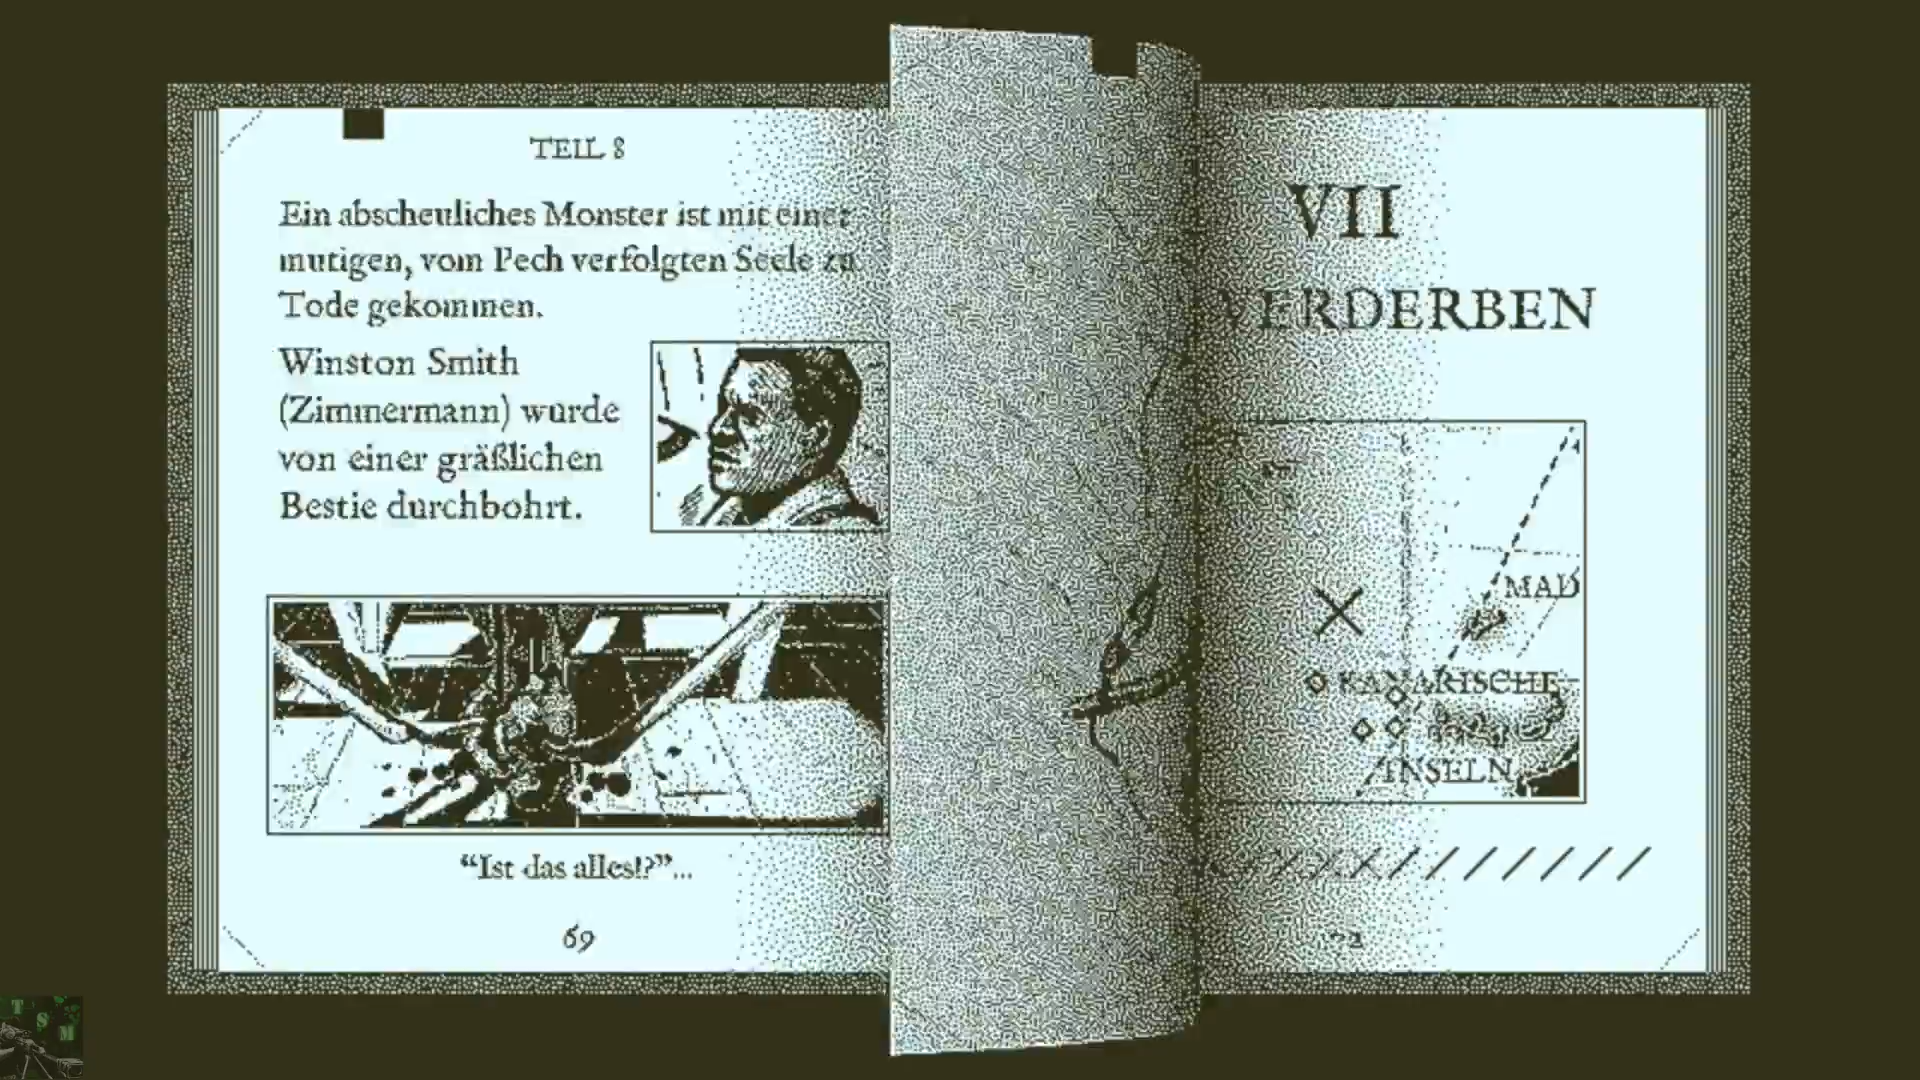 TEIL 8
Ein abscheuliches Monster ist mit einer
mutigen, vom Pech verfolgten Seele zu
Tode gekommen.
Winston Smith
(Zimmermann) wurde
von einer gräßlichen
Bestie durchbohrt.
“Ist das alles!?”...
69
VII
VERDERBEN
MAD
KANARISCHE
INSELN
T S M